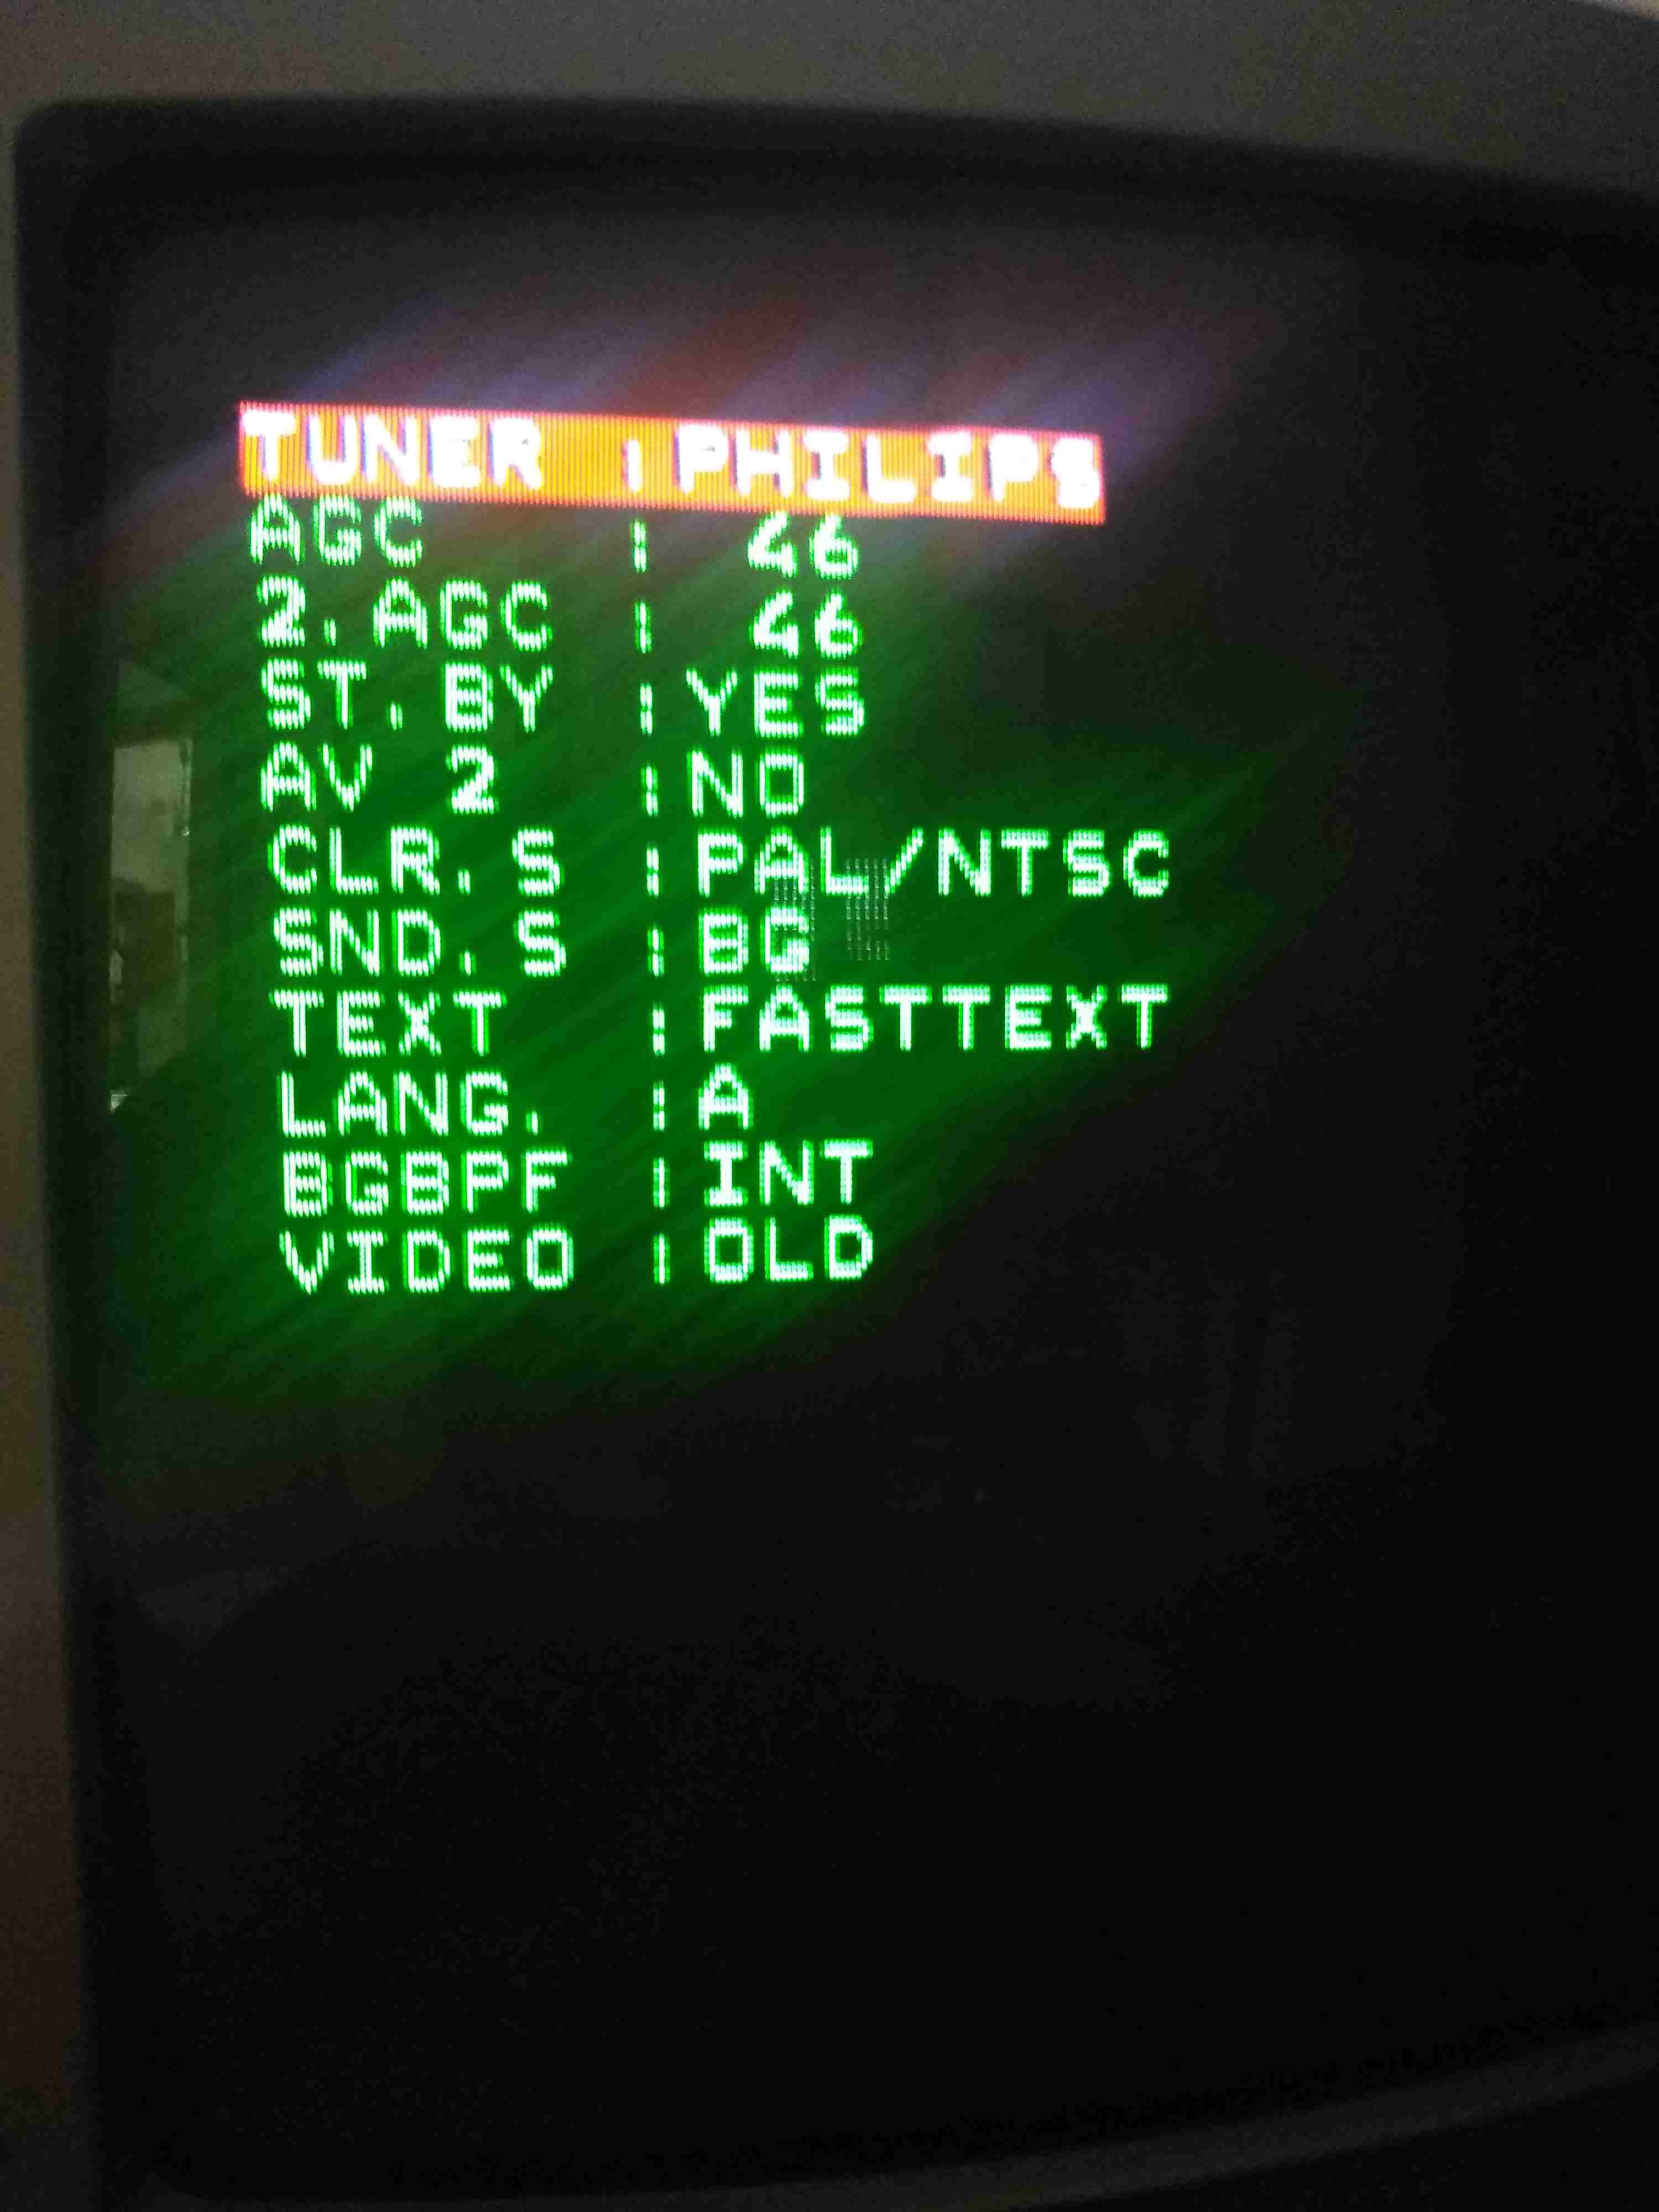 TUNER : PHILIPS
AGC : 46
2.AGC : 46
ST.BY : YES
AV 2 : NO
CLR.S : PAL/NTSC
SND.S : BG
TEXT : FASTTEXT
LANG. : A
BGBPF : INT
VIDEO : OLD